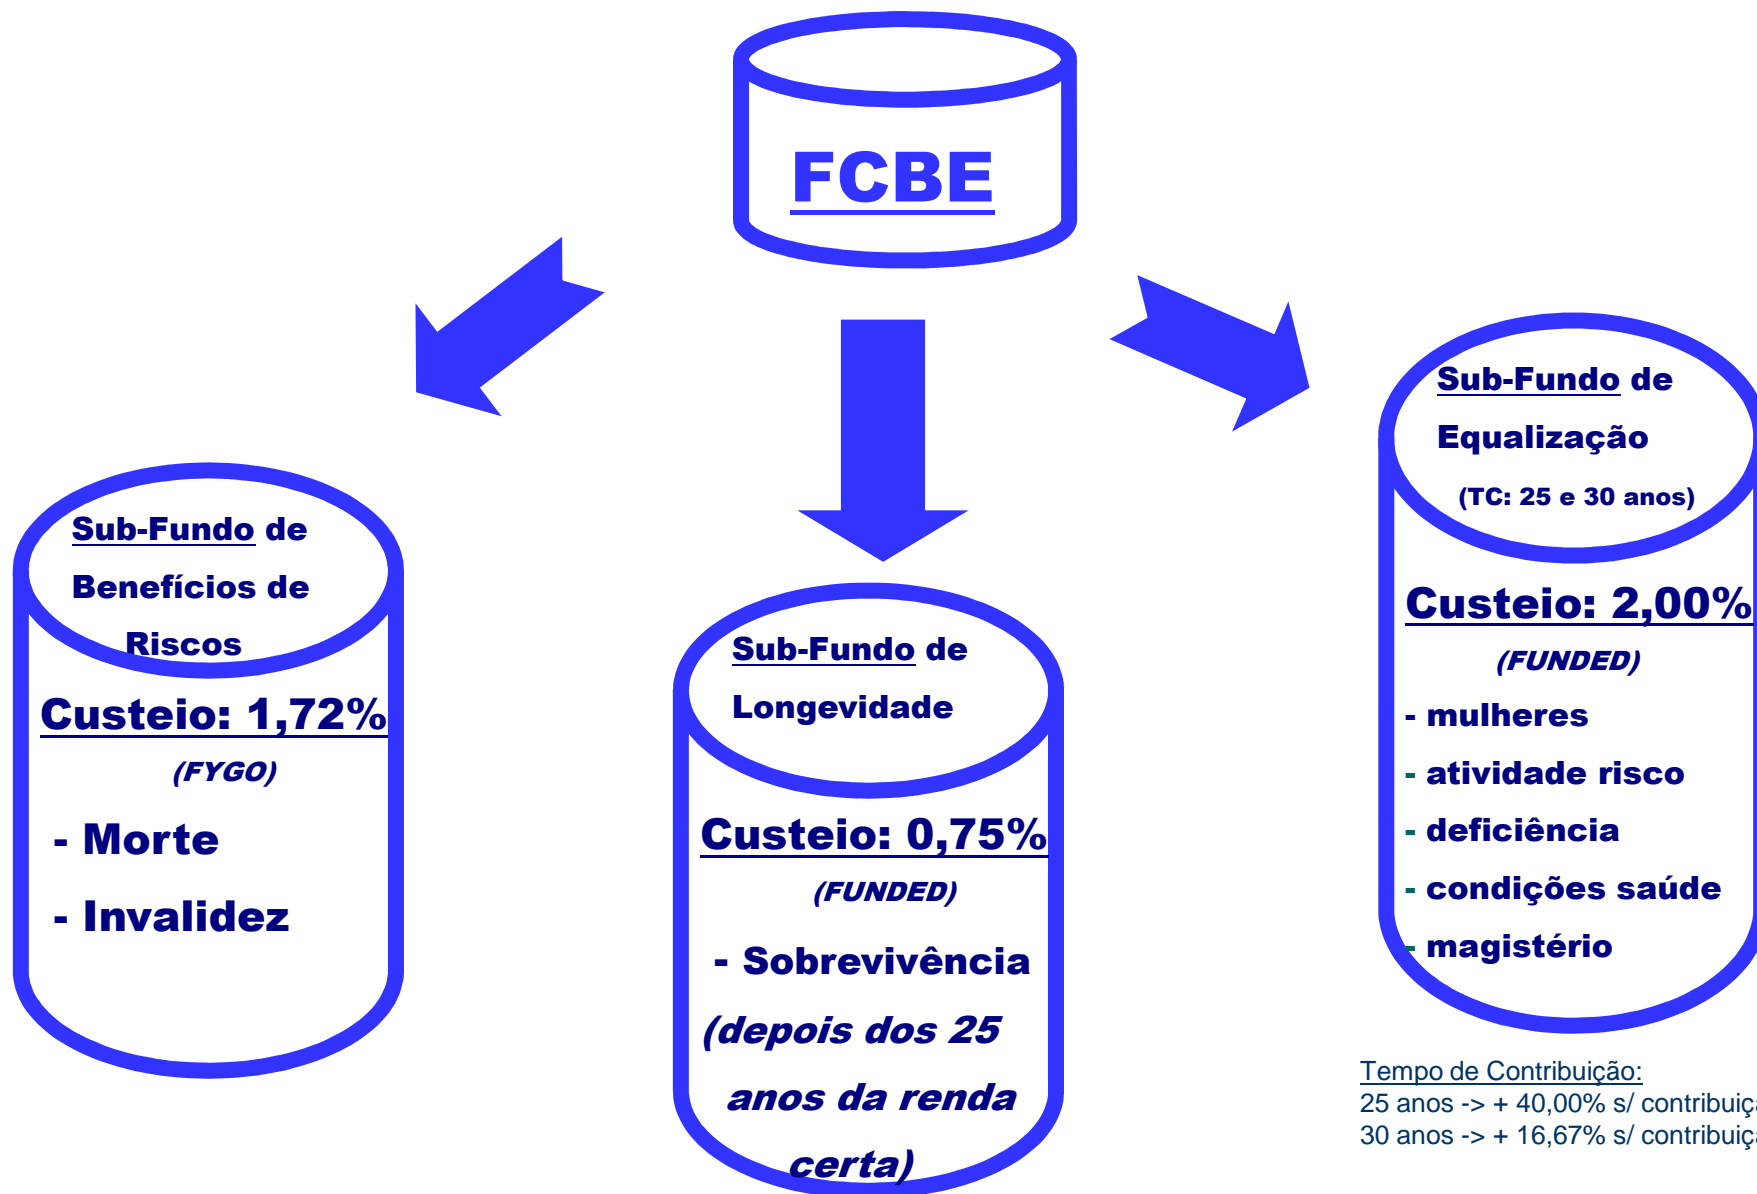 FCBE
Sub-Fundo de
Benefícios de
Riscos
Custeio: 1,72%
(FYGO)
- Morte
- Invalidez
Sub-Fundo de
Longevidade
Custeio: 0,75%
(FUNDED)
- Sobrevivência
(depois dos 25
anos da renda
certa)
Sub-Fundo de
Equalização
(TC: 25 e 30 anos)
Custeio: 2,00%
(FUNDED)
- mulheres
- atividade risco
- deficiência
- condições saúde
- magistério
Tempo de Contribuição:
25 anos -> + 40,00% s/
30 anos -> + 16,67% s/